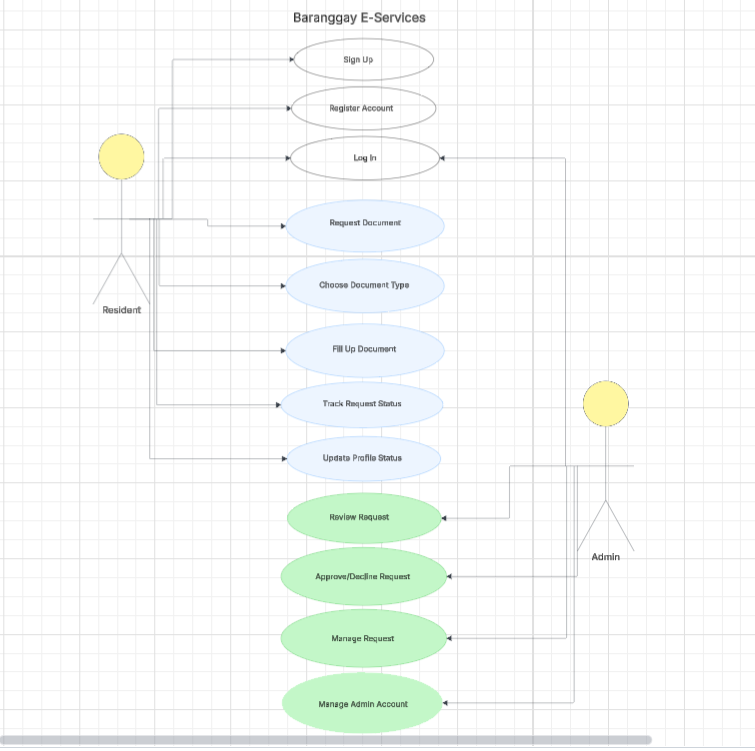 Baranggay E-Services
Sign Up
Register Account
Log In
Request Document
Choose Document Type
Resident
Fill Up Document
Track Request Status
Update Profile Status
Review Request
Admin
Approve/Decline Request
Manage Request
Manage Admin Account